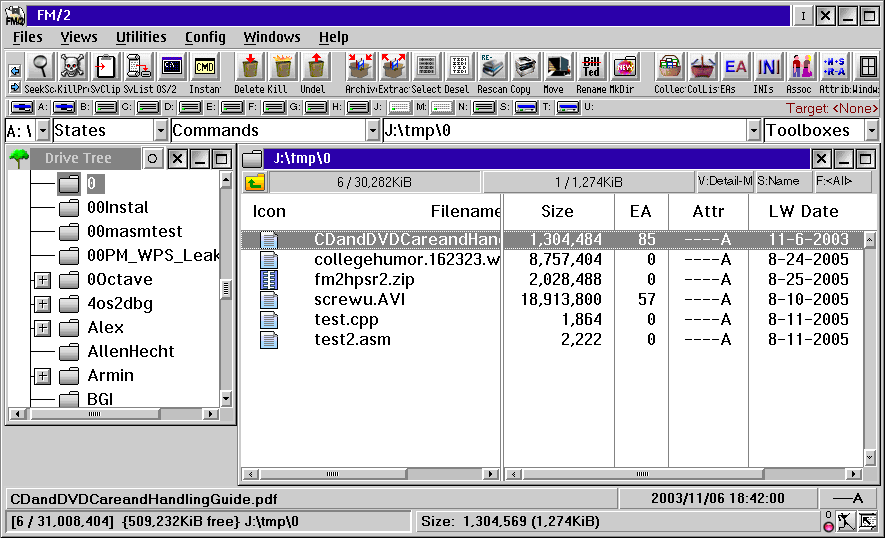 FM/2
Files Views Utilities Config Windows Help
SeekSc KillPr SvClip SvList OS/2 Instan Delete Kill Undel Archiv Extrac Select Desel Rescan Copy Move Rename MkDir Collec ColLis EAs INIs Assoc Attrib Window
A: B: C: D: E: F: G: H: J: M: N: S: T: U: Target <None>
A: \ States Commands J:\tmp\0 Toolboxes
Drive Tree
0
00Instal
00masmtest
00PM_WPS_Leak
0Octave
4os2dbg
Alex
AllenHecht
Armin
BGI
J:\tmp\0
6 / 30,282KiB 1 / 1,274KiB V:Detail-M S:Name F:<All>
Icon Filename Size EA Attr LW Date
CDandDVDCareandHan 1,304,484 85 ----A 11-6-2003
collegehumor.162323.w 8,757,404 0 ----A 8-24-2005
fm2hpsr2.zip 2,028,488 0 ----A 8-25-2005
screwu.AVI 18,913,800 57 ----A 8-10-2005
test.cpp 1,864 0 ----A 8-11-2005
test2.asm 2,222 0 ----A 8-11-2005
CDandDVDCareandHandlingGuide.pdf 2003/11/06 18:42:00 ----A
[6 / 31,008,404] {509,232KiB free} J:\tmp\0 Size: 1,304,569 (1,274KiB) 0